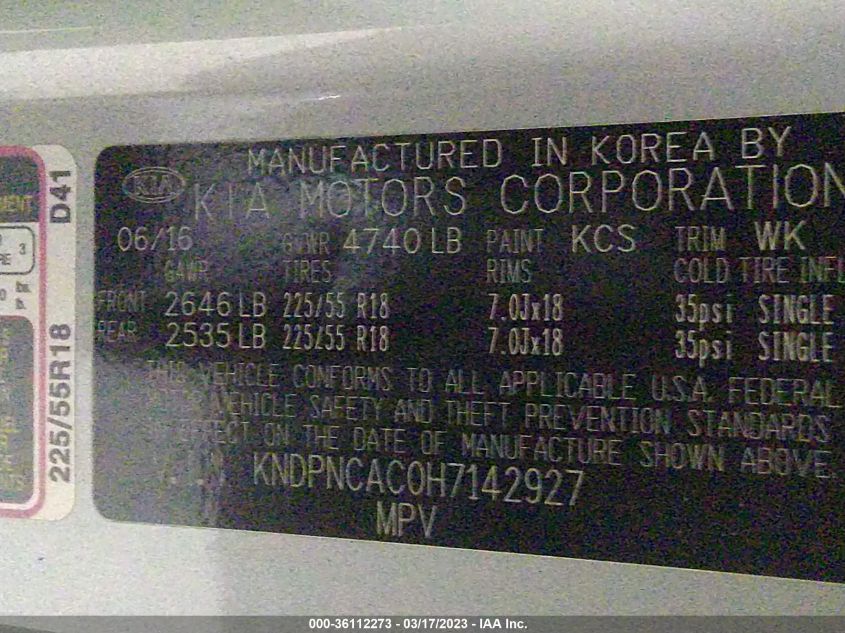 MANUFACTURED IN KOREA BY
KIA KIA MOTORS CORPORATION
06/16 GVWR 4740 LB PAINT KCS TRIM WK
GAWR TIRES RIMS COLD TIRE INFL
FRONT 2646 LB 225/55 R18 7.0Jx18 35psi SINGLE
REAR 2535 LB 225/55 R18 7.0Jx18 35psi SINGLE
THIS VEHICLE CONFORMS TO ALL APPLICABLE U.S.A. FEDERAL
MOTOR VEHICLE SAFETY AND THEFT PREVENTION STANDARDS
EFFECT ON THE DATE OF MANUFACTURE SHOWN ABOVE.
V.I.N KNDPNCAC0H7142927
MPV
225/55R18 D41
3
000-36112273 - 03/17/2023 - IAA Inc.